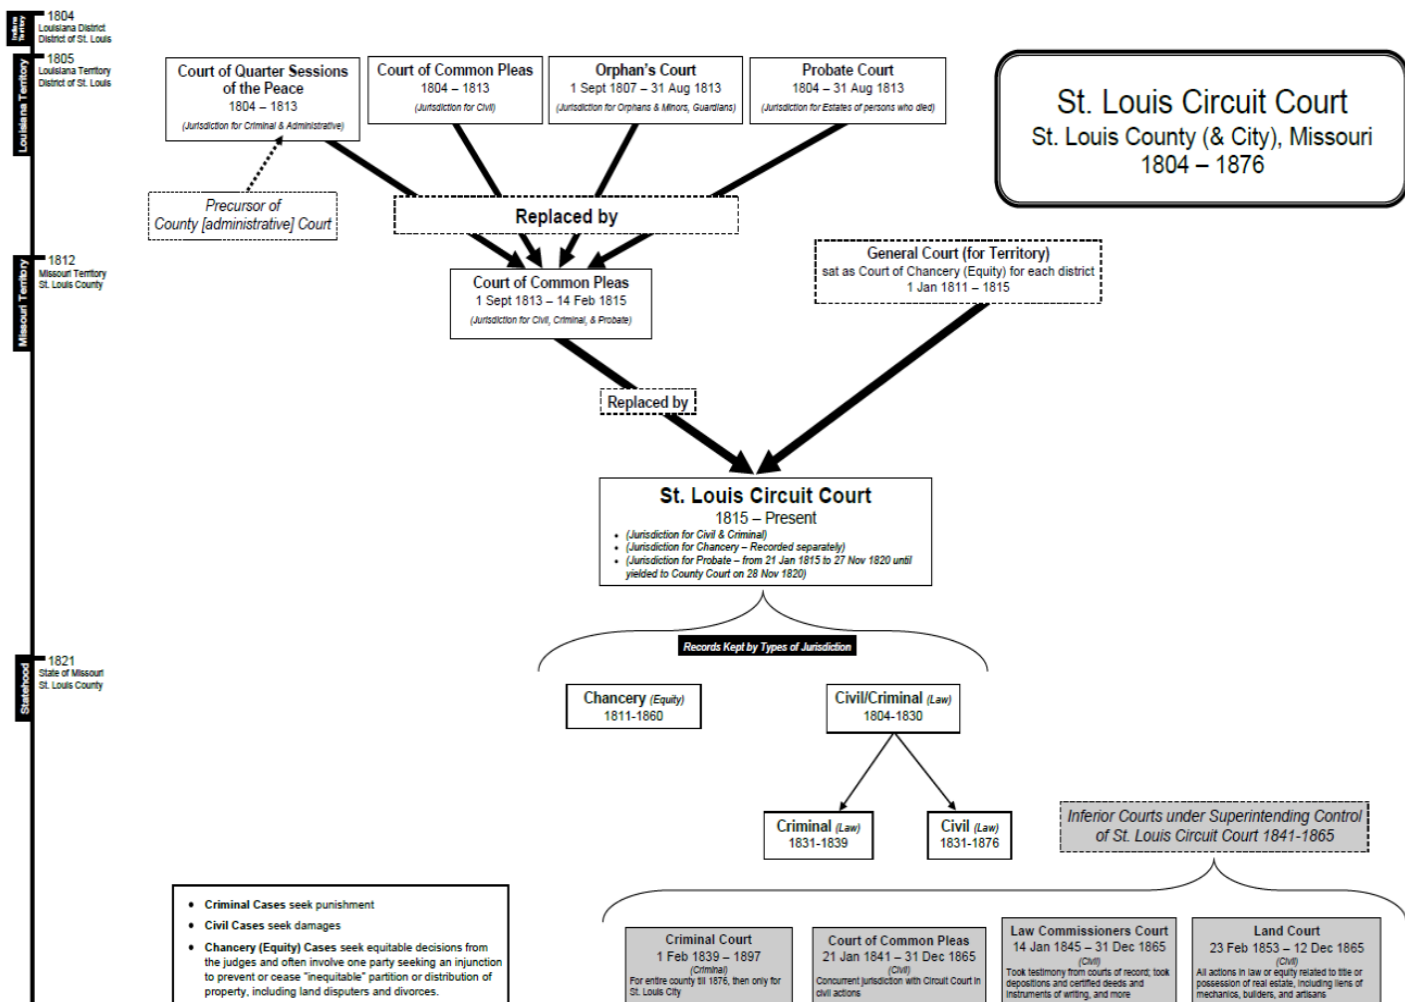 1804
Louisiana District
District of St. Louis
Indiana
Territory
1805
Louisiana Territory
District of St. Louis
Louisiana Territory
Court of Quarter Sessions
of the Peace
1804 – 1813
(Jurisdiction for Criminal & Administrative)
Court of Common Pleas
1804 – 1813
(Jurisdiction for Civil)
Orphan's Court
1 Sept 1807 – 31 Aug 1813
(Jurisdiction for Orphans & Minors, Guardians)
Probate Court
1804 – 31 Aug 1813
(Jurisdiction for Estates of persons who died)
St. Louis Circuit Court
St. Louis County (& City), Missouri
1804 – 1876
Precursor of
County [administrative] Court
Replaced by
1812
Missouri Territory
St. Louis County
Missouri Territory
Court of Common Pleas
1 Sept 1813 – 14 Feb 1815
(Jurisdiction for Civil, Criminal, & Probate)
General Court (for Territory)
sat as Court of Chancery (Equity) for each district
1 Jan 1811 – 1815
Replaced by
St. Louis Circuit Court
1815 – Present
• (Jurisdiction for Civil & Criminal)
• (Jurisdiction for Chancery – Recorded separately)
• (Jurisdiction for Probate – from 21 Jan 1815 to 27 Nov 1820 until
yielded to County Court on 28 Nov 1820)
Records Kept by Types of Jurisdiction
1821
State of Missouri
St. Louis County
Statehood
Chancery (Equity)
1811-1860
Civil/Criminal (Law)
1804-1830
Criminal (Law)
1831-1839
Civil (Law)
1831-1876
Inferior Courts under Superintending Control
of St. Louis Circuit Court 1841-1865
• Criminal Cases seek punishment
• Civil Cases seek damages
• Chancery (Equity) Cases seek equitable decisions from
the judges and often involve one party seeking an injunction
to prevent or cease "inequitable" partition or distribution of
property, including land disputers and divorces.
Criminal Court
1 Feb 1839 – 1897
(Criminal)
For entire county till 1876, then only for
St. Louis City
Court of Common Pleas
21 Jan 1841 – 31 Dec 1865
(Civil)
Concurrent jurisdiction with Circuit Court in
civil actions
Law Commissioners Court
14 Jan 1845 – 31 Dec 1865
(Civil)
Took testimony from courts of record; took
depositions and certified deeds and
instruments of writing, and more
Land Court
23 Feb 1853 – 12 Dec 1865
(Civil)
All actions in law or equity related to title or
possession of real estate, including liens of
mechanics, builders, and artisans